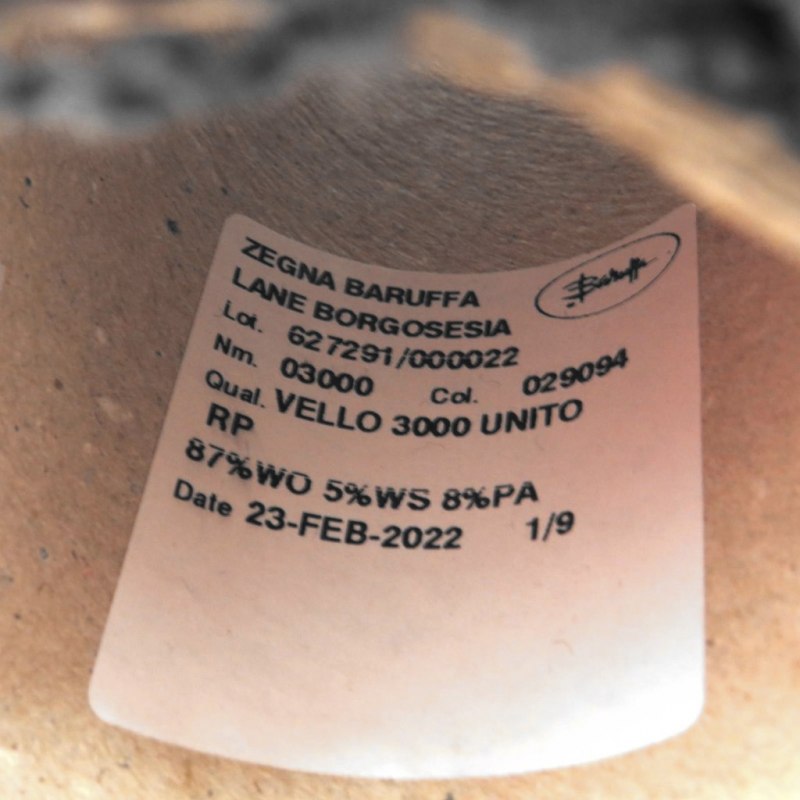 ZEGNA BARUFFA
Baruffa
LANE BORGOSESIA
Lot. 627291/000022
Nm. 03000 Col. 029094
Qual. VELLO 3000 UNITO
RP
87%WO 5%WS 8%PA
Date 23-FEB-2022 1/9